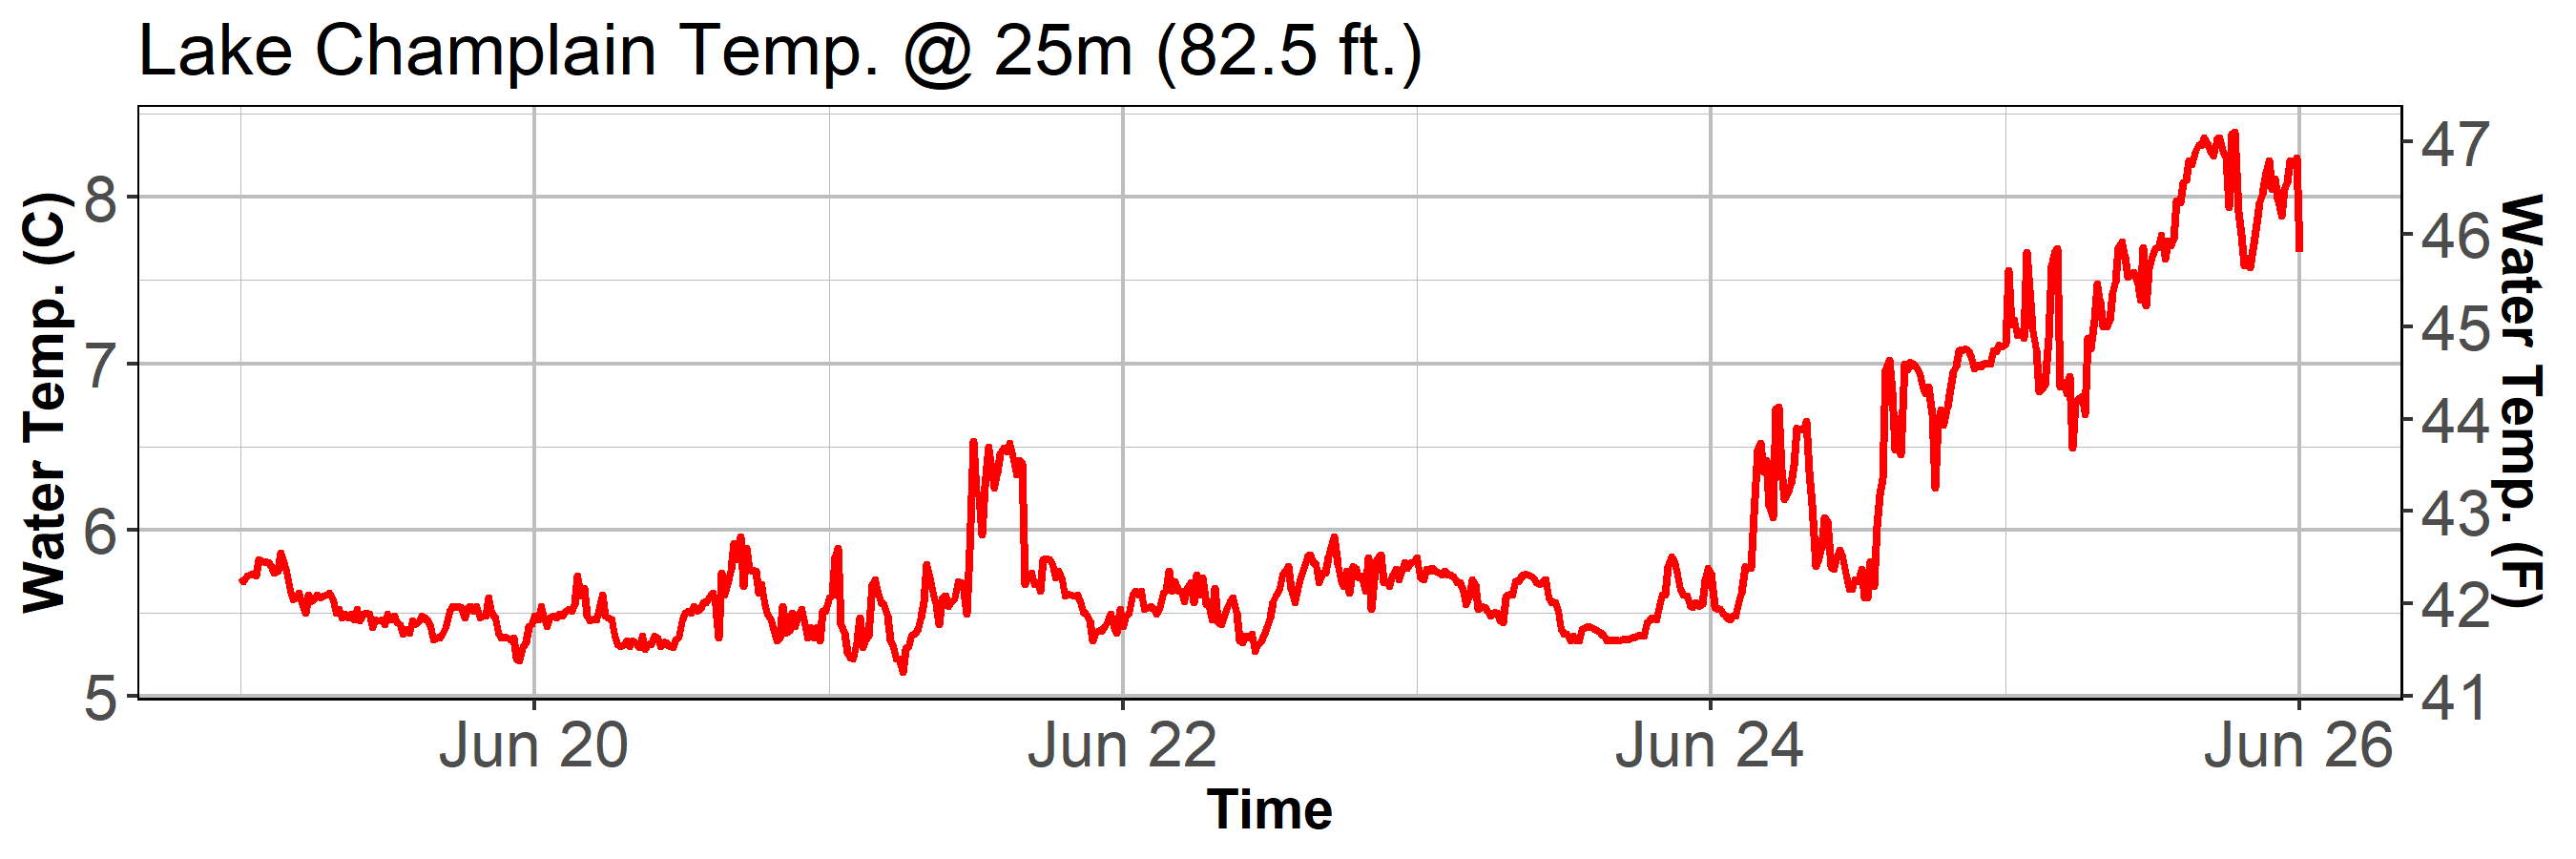 Lake Champlain Temp. @ 25m (82.5 ft.)
Water Temp. (C)
8
7
6
5
47
46
45
44
43
42
41
Water Temp. (F)
Jun 20 Jun 22 Jun 24 Jun 26
Time